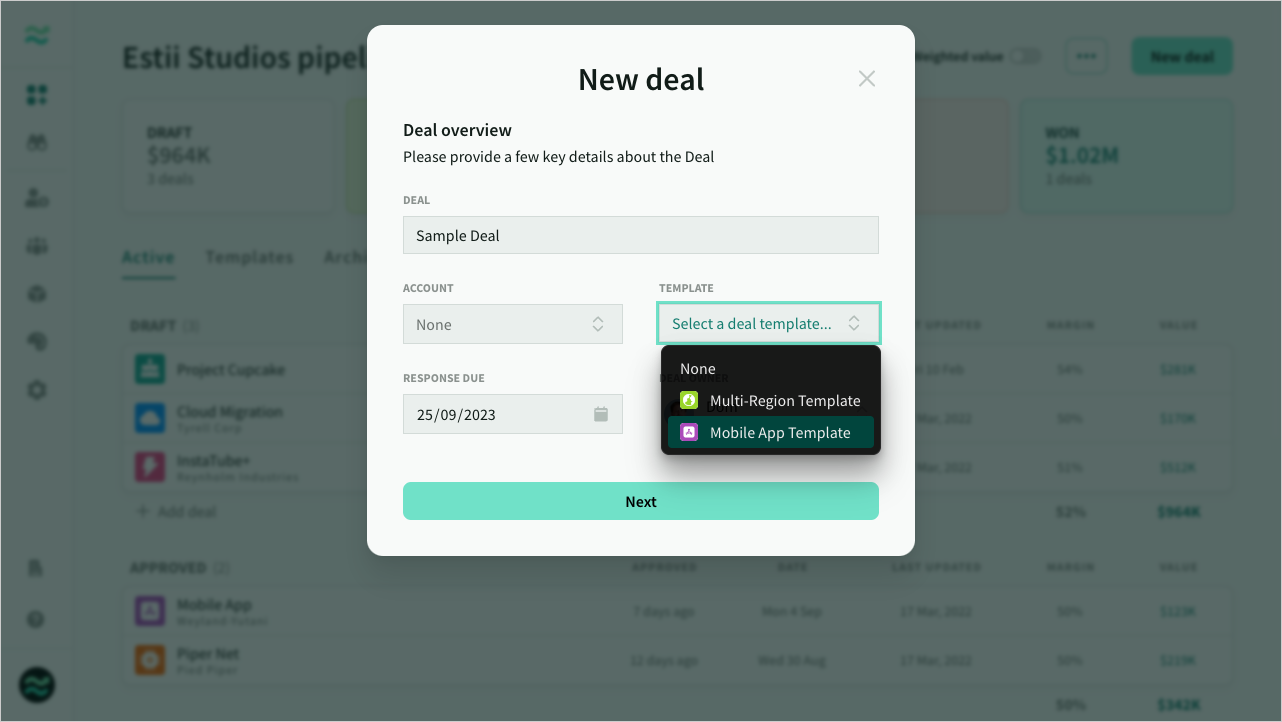 Estii Studios pipel
Weighted value
New deal
DRAFT
$964K
3 deals
WON
$1.02M
1 deals
Active
Templates
Archi
New deal
Deal overview
Please provide a few key details about the Deal
DEAL
Sample Deal
ACCOUNT
TEMPLATE
None
Select a deal template...
RESPONSE DUE
DEAL OWNER
25/09/2023
None
Multi-Region Template
Mobile App Template
Next
DRAFT (3)
UPDATED
MARGIN
VALUE
Project Cupcake
10 Feb
54%
$281K
Cloud Migration
Tyrell Corp
Mar, 2022
50%
$170K
InstaTube+
Raynholm Industries
Mar, 2022
51%
$512K
Add deal
52%
$964K
APPROVED (2)
APPROVED
DATE
LAST UPDATED
MARGIN
VALUE
Mobile App
Weyland-Yutani
7 days ago
Mon 4 Sep
17 Mar, 2022
50%
$123K
Piper Net
Pied Piper
12 days ago
Wed 30 Aug
17 Mar, 2022
50%
$219K
50%
$342K